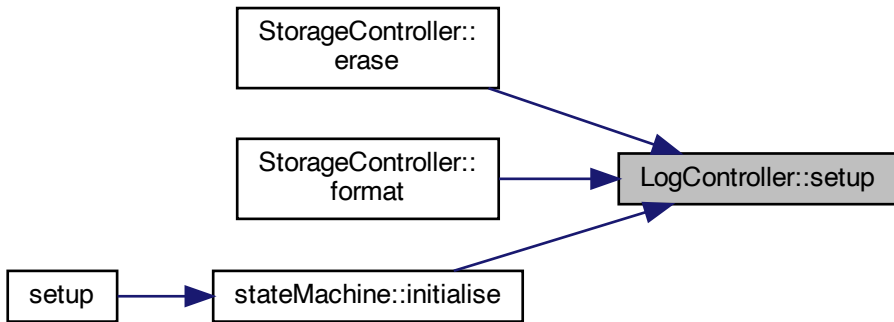 StorageController::
erase
StorageController::
format
LogController::setup
setup
stateMachine::initialise